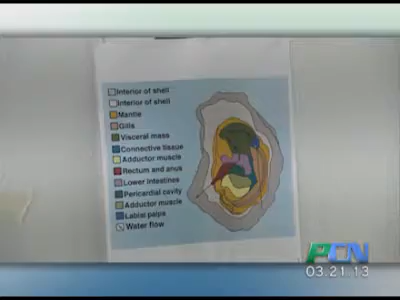 Interior of shell
Interior of shell
Mantle
Gills
Visceral mass
Connective tissue
Adductor muscle
Rectum and anus
Lower Intestines
Pericardial cavity
Adductor muscle
Labial palps
Water flow
PCN
03.21.13